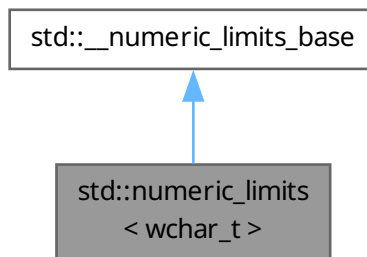 std::__numeric_limits_base
std::numeric_limits
< wchar_t >